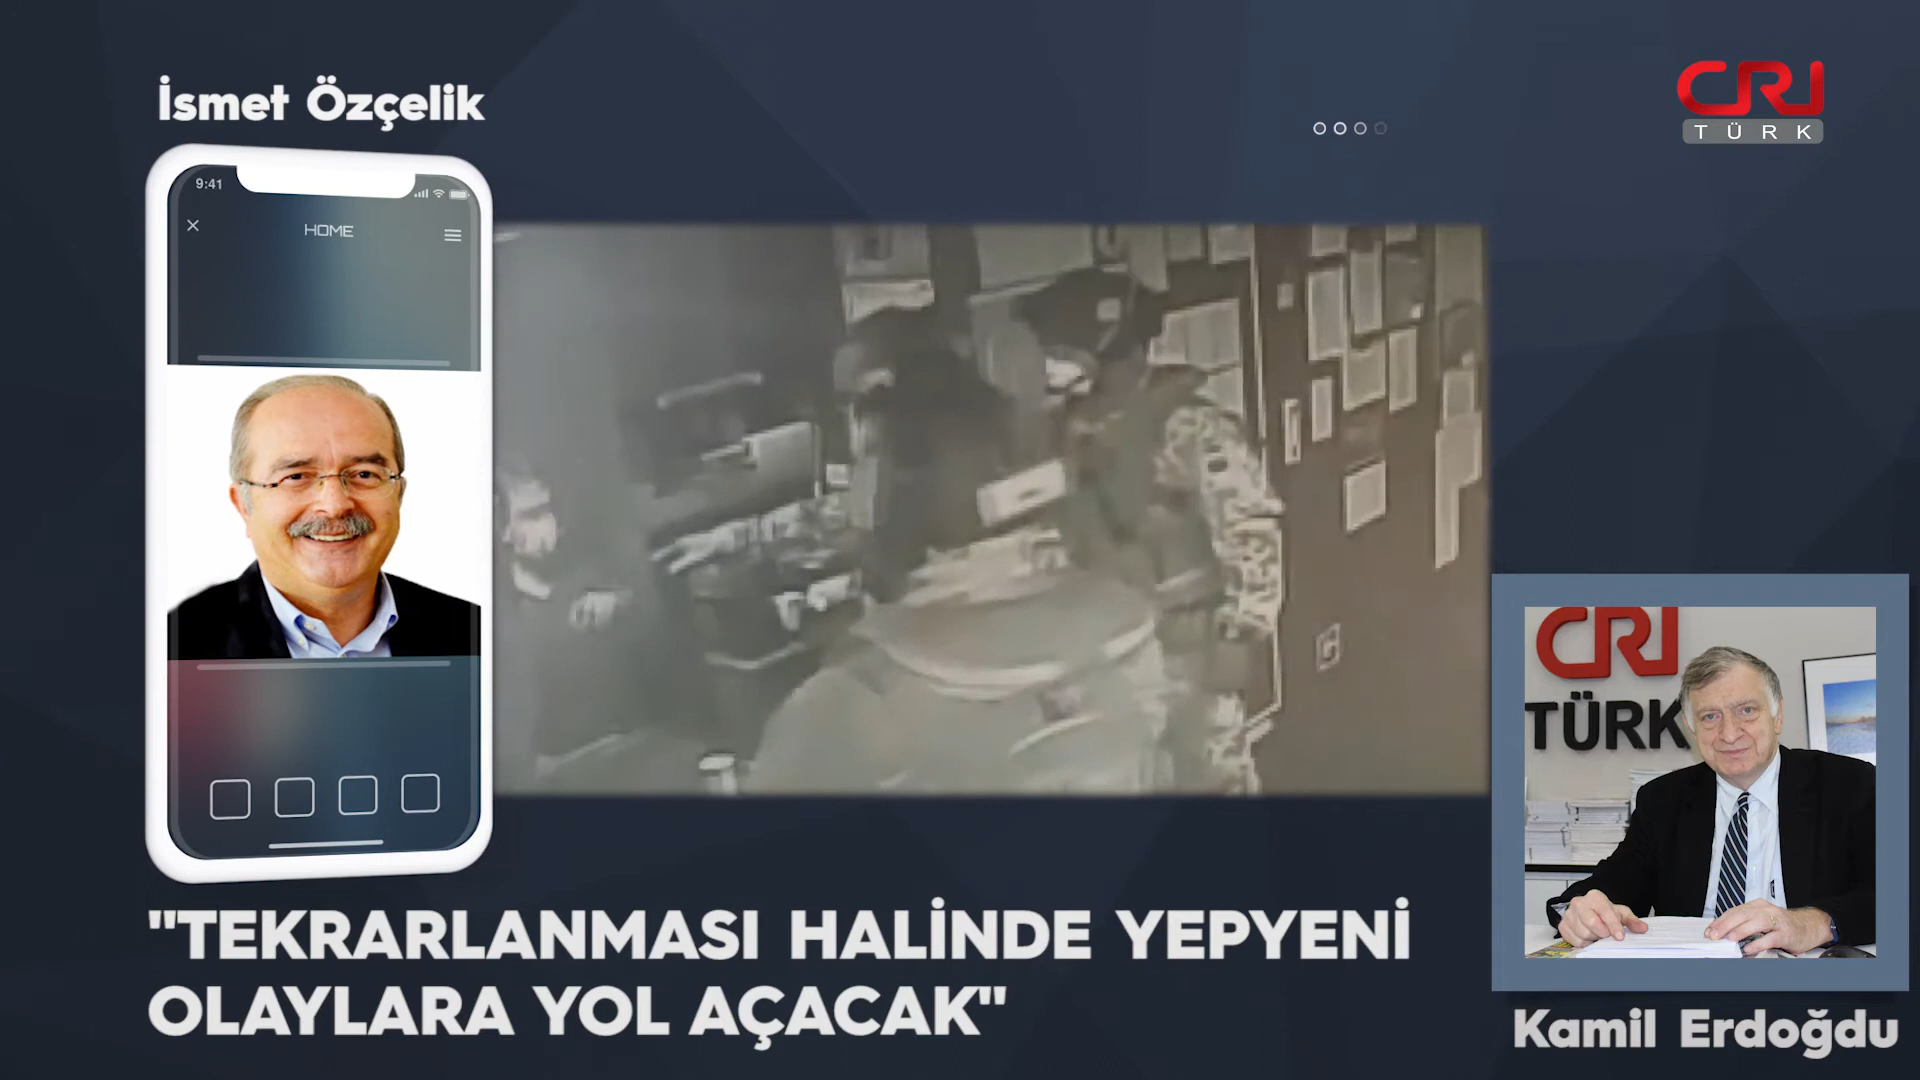 İsmet Özçelik
CRI
TÜRK
9:41
HOME
CRI
TÜRK
"TEKRARLANMASI HALİNDE YEPYENİ
OLAYLARA YOL AÇACAK"
Kamil Erdoğdu